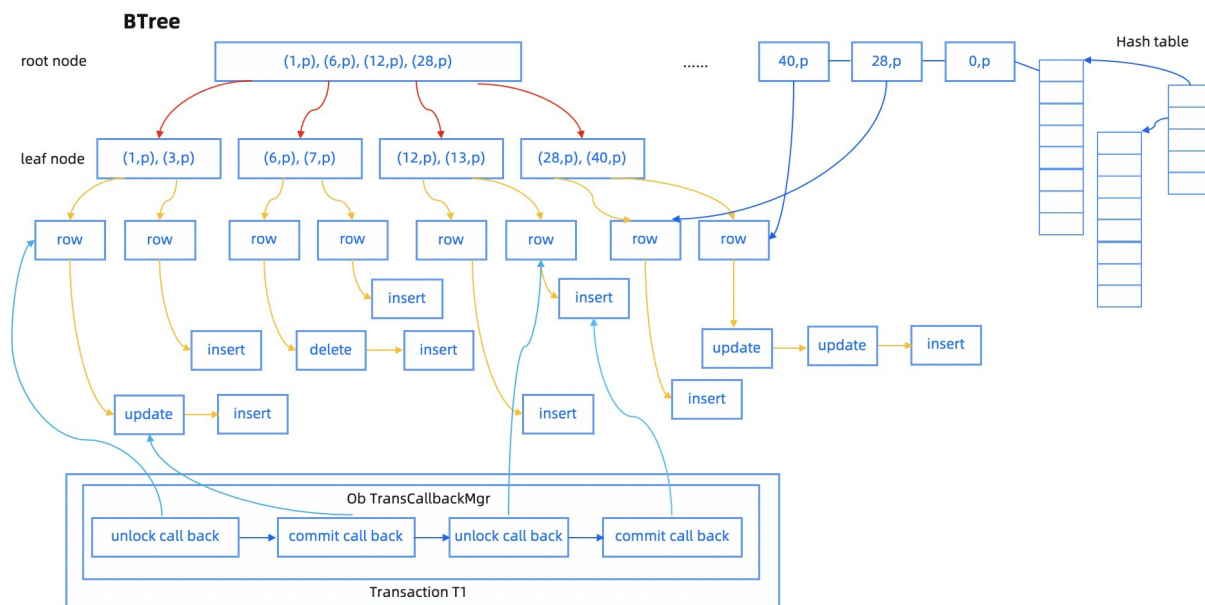 BTree
root node
(1,p), (6,p), (12,p), (28,p)
......
40,p
28,p
0,p
Hash table
leaf node
(1,p), (3,p)
(6,p), (7,p)
(12,p), (13,p)
(28,p), (40,p)
row
row
row
row
row
row
row
row
insert
insert
insert
delete
insert
update
update
insert
insert
update
insert
insert
Ob TransCallbackMgr
unlock call back
commit call back
unlock call back
commit call back
Transaction T1